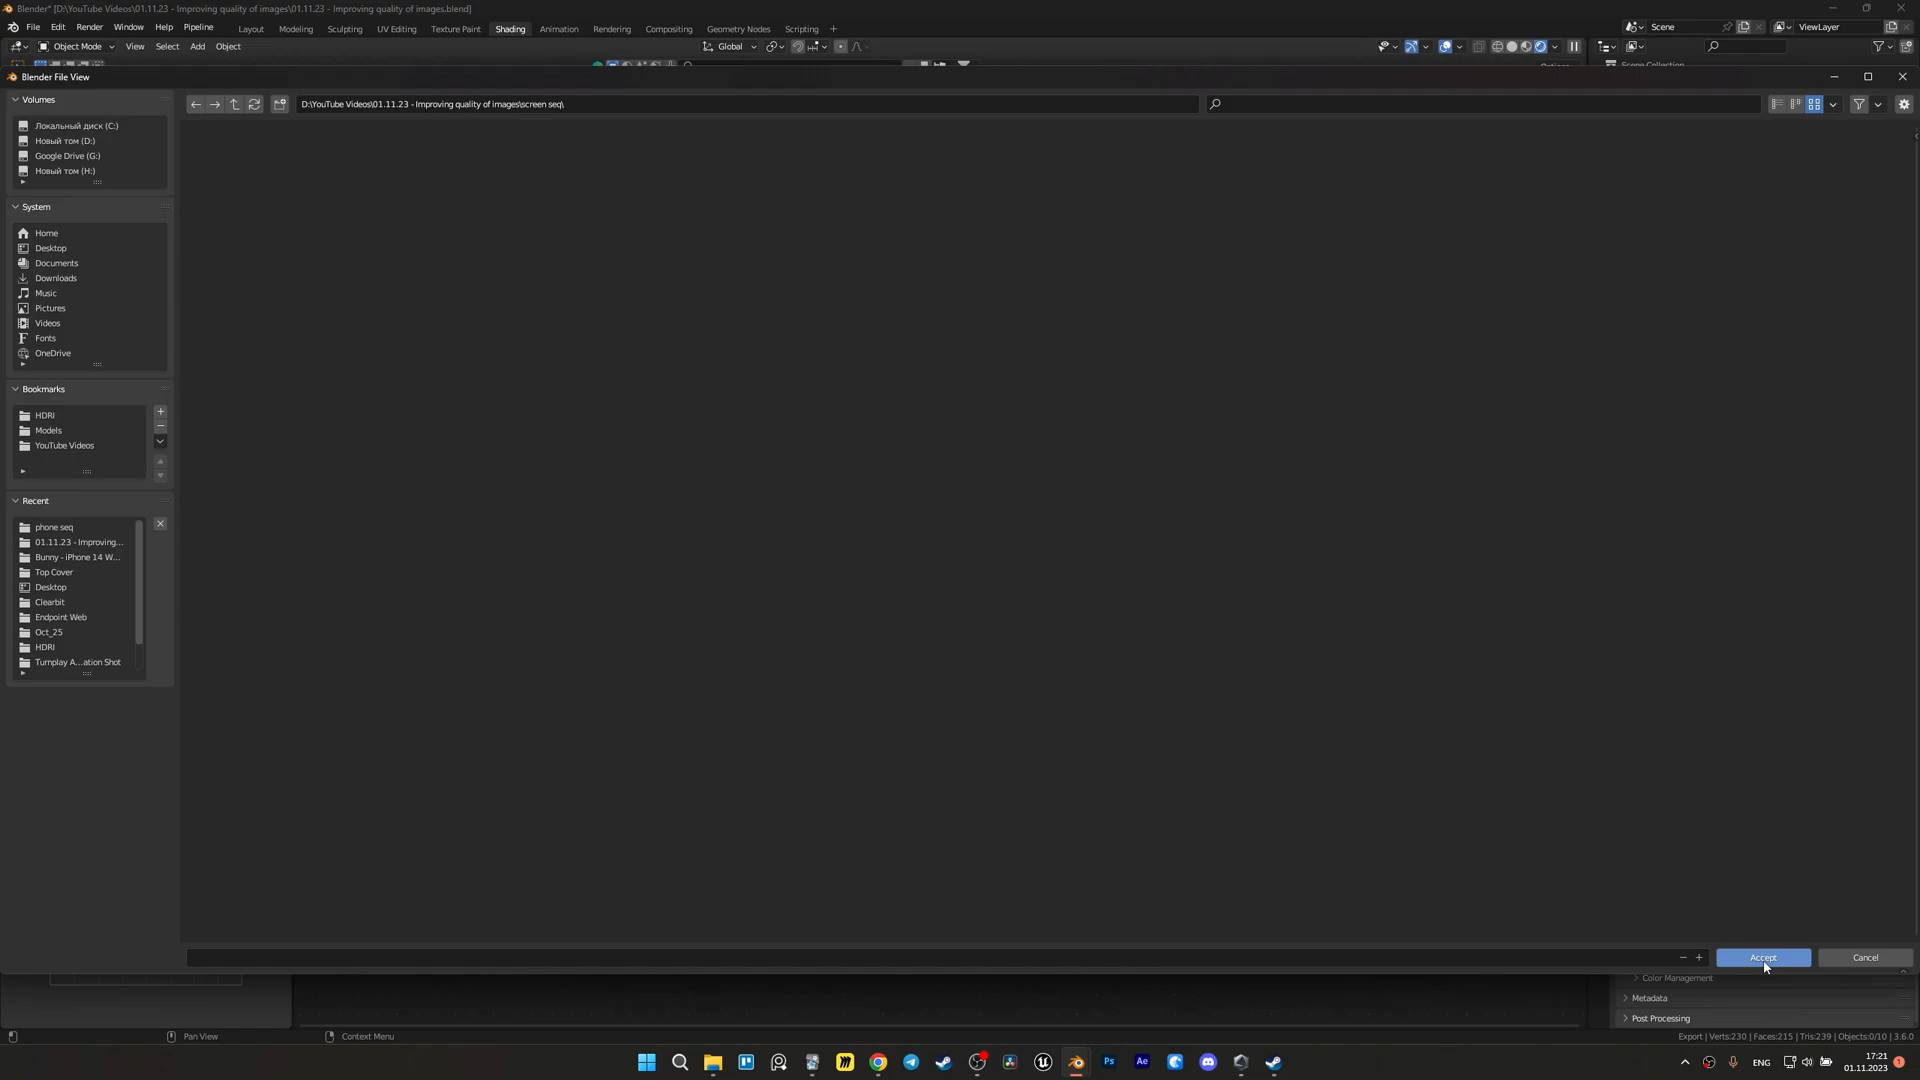 Blender* [D:\YouTube Videos\01.11.23 - Improving quality of images\01.11.23 - Improving quality of images.blend]
File Edit Render Window Help Pipeline Layout Modeling Sculpting UV Editing Texture Paint Shading Animation Rendering Compositing Geometry Nodes Scripting + Scene ViewLayer
Object Mode View Select Add Object Global
Blender File View
Volumes
D:\YouTube Videos\01.11.23 - Improving quality of images\screen seq\
Локальный диск (C:)
Новый том (D:)
Google Drive (G:)
Новый том (H:)
System
Home
Desktop
Documents
Downloads
Music
Pictures
Videos
Fonts
OneDrive
Bookmarks
HDRI
Models
YouTube Videos
Recent
phone seq
01.11.23 - Improving...
Bunny - iPhone 14 W...
Top Cover
Desktop
Clearbit
Endpoint Web
Oct_25
HDRI
Turnplay A...ation Shot
Accept Cancel
Color Management
Metadata
Post Processing
Pan View Context Menu
Export | Verts:230 | Faces:215 | Tris:239 | Objects:0/10 | 3.6.0
Ps Ae ENG 17:21
01.11.2023 1